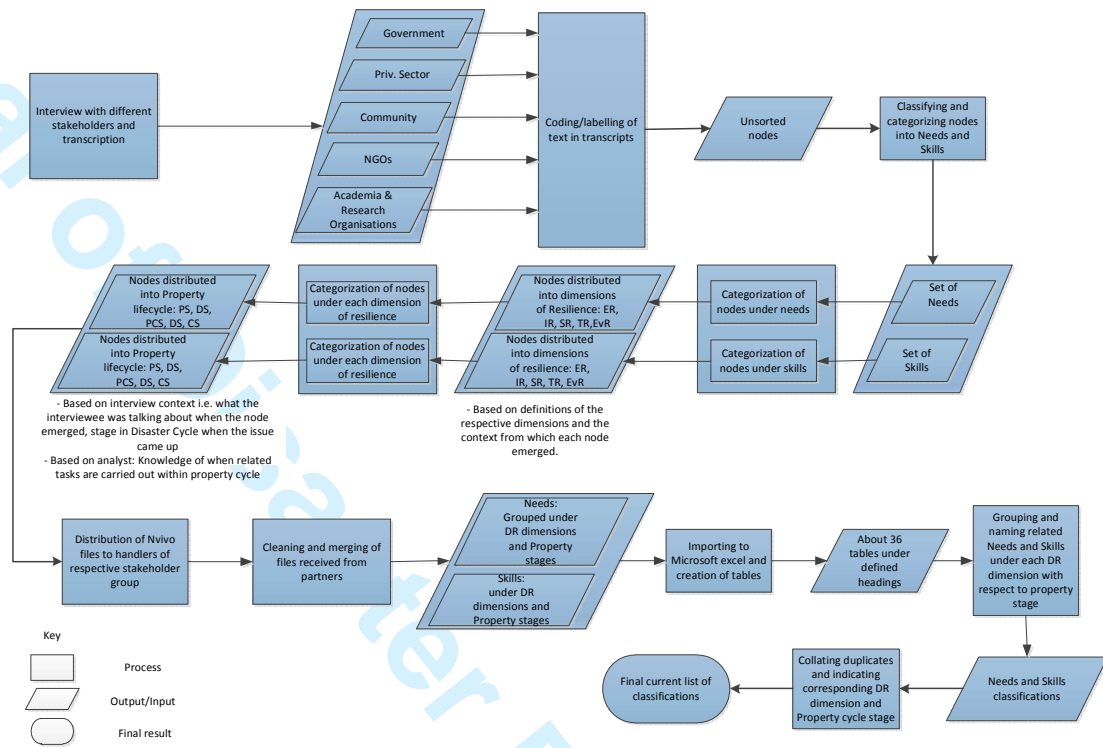 Interview with different
stakeholders and
transcription
Government
Priv. Sector
Community
NGOs
Academia &
Research
Organisations
Coding/labelling of
text in transcripts
Unsorted
nodes
Classifying and
categorizing nodes
into Needs and
Skills
Set of
Needs
Set of
Skills
Categorization of
nodes under needs
Categorization of
nodes under skills
Nodes distributed
into dimensions
of Resilience: ER,
IR, SR, TR,EvR
Nodes distributed
into dimensions
of resilience: ER,
IR, SR, TR, EvR
- Based on definitions of the
respective dimensions and the
context from which each node
emerged.
Categorization of nodes
under each dimension
of resilience
Categorization of nodes
under each dimension
of resilience
Nodes distributed
into Property
lifecycle: PS, DS,
PCS, DS, CS
Nodes distributed
into Property
lifecycle: PS, DS,
PCS, DS, CS
- Based on interview context i.e. what the
interviewee was talking about when the node
emerged, stage in Disaster Cycle when the issue
came up
- Based on analyst: Knowledge of when related
tasks are carried out within property cycle
Distribution of Nvivo
files to handlers of
respective stakeholder
group
Cleaning and merging of
files received from
partners
Needs:
Grouped under
DR dimensions
and Property
stages
Skills:
under DR
dimensions and
Property stages
Importing to
Microsoft excel and
creation of tables
About 36
tables under
defined
headings
Grouping and
naming related
Needs and Skills
under each DR
dimension with
respect to property
stage
Needs and Skills
classifications
Collating duplicates
and indicating
corresponding DR
dimension and
Property cycle stage
Final current list of
classifications
Key
Process
Output/Input
Final result